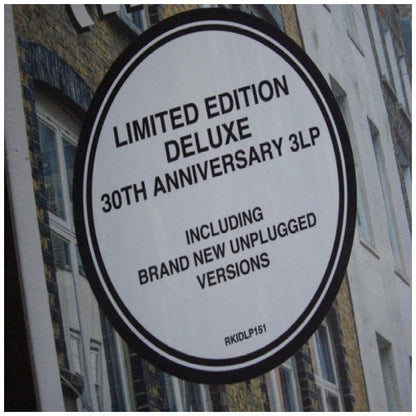 LIMITED EDITION
DELUXE
30TH ANNIVERSARY 3LP
INCLUDING
BRAND NEW UNPLUGGED
VERSIONS
RKIDLP151